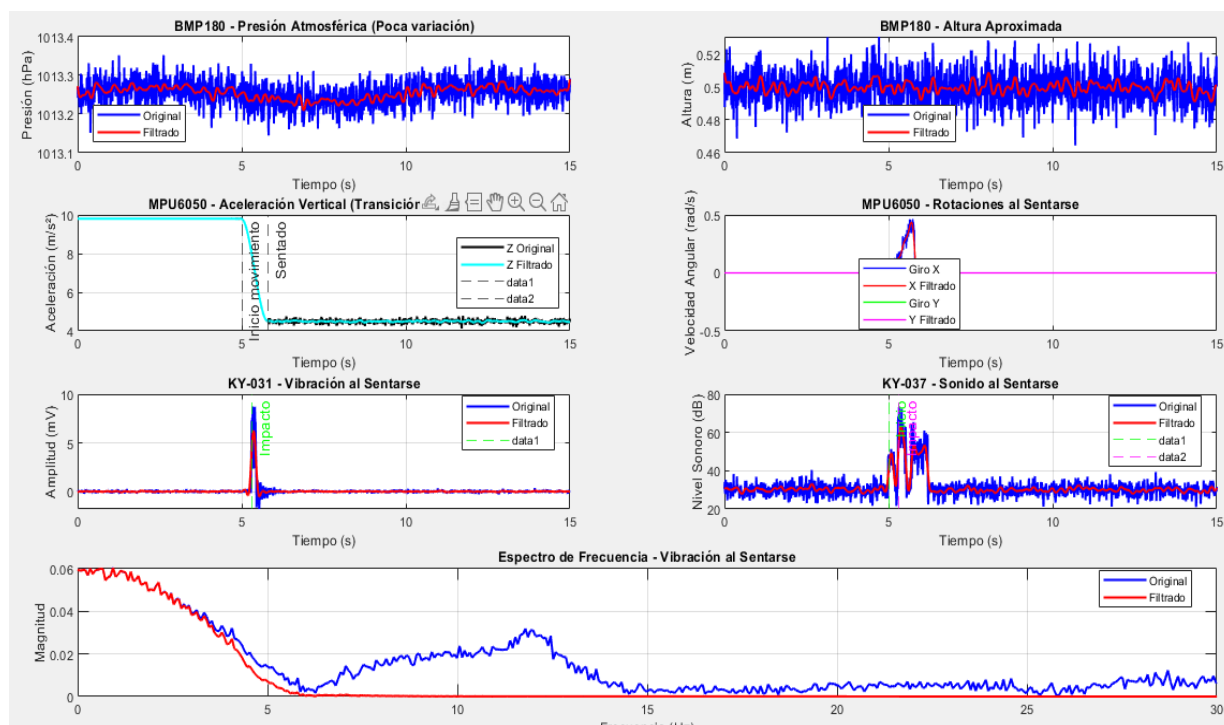 BMP180 - Presión Atmosférica (Poca variación)
1013.4
1013.3
1013.2
1013.1
Presión (hPa)
Original
Filtrado
0
5
10
15
Tiempo (s)
BMP180 - Altura Aproximada
0.52
0.5
0.48
0.46
Altura (m)
Original
Filtrado
0
5
10
15
Tiempo (s)
MPU6050 - Aceleración Vertical (Transición
10
8
6
4
Aceleración (m/s²)
Inicio movimiento
Sentado
Z Original
Z Filtrado
data1
data2
0
5
10
15
Tiempo (s)
MPU6050 - Rotaciones al Sentarse
0.5
0
-0.5
Velocidad Angular (rad/s)
Giro X
X Filtrado
Giro Y
Y Filtrado
0
5
10
15
Tiempo (s)
KY-031 - Vibración al Sentarse
10
5
0
Amplitud (mV)
Impacto
Original
Filtrado
data1
0
5
10
15
Tiempo (s)
KY-037 - Sonido al Sentarse
80
60
40
20
Nivel Sonoro (dB)
Original
Filtrado
data1
data2
0
5
10
15
Tiempo (s)
Espectro de Frecuencia - Vibración al Sentarse
0.06
0.04
0.02
0
Magnitud
Original
Filtrado
0
5
10
15
20
25
30